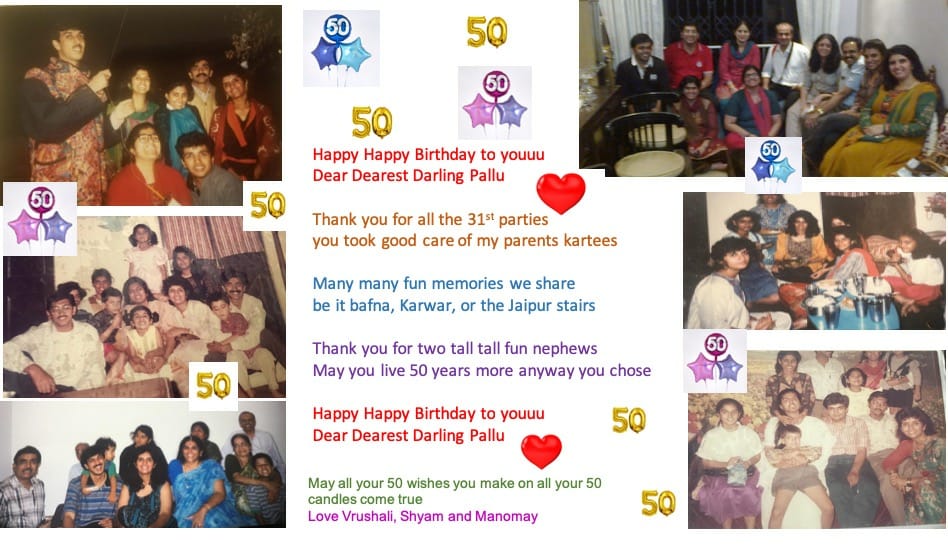 50
50
50
50
Happy Happy Birthday to youuu
Dear Dearest Darling Pallu
50
50
50
Thank you for all the 31st parties
you took good care of my parents kartees
Many many fun memories we share
be it bafna, Karwar, or the Jaipur stairs
Thank you for two tall tall fun nephews
May you live 50 years more anyway you chose
50
50
Happy Happy Birthday to youuu
Dear Dearest Darling Pallu
50
May all your 50 wishes you make on all your 50
candles come true
Love Vrushali, Shyam and Manomay
50